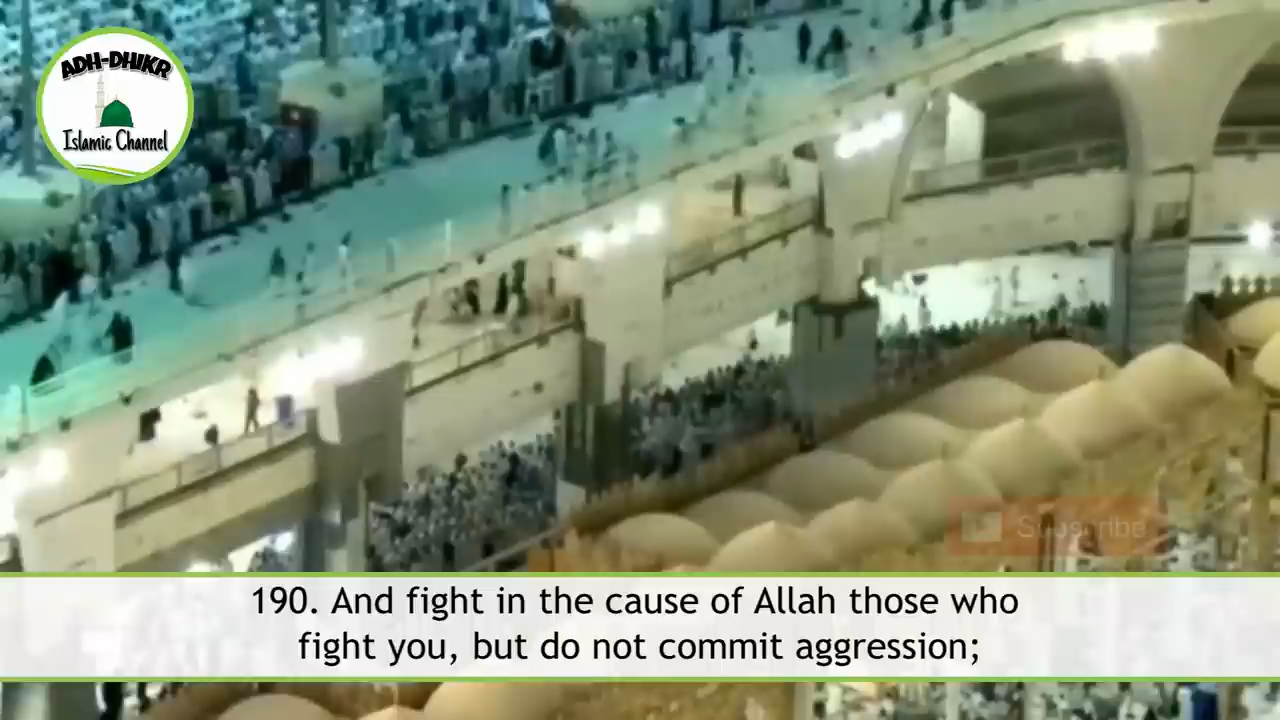 ADH-DHIKR
Islamic Channel
Subscribe
190. And fight in the cause of Allah those who
fight you, but do not commit aggression;